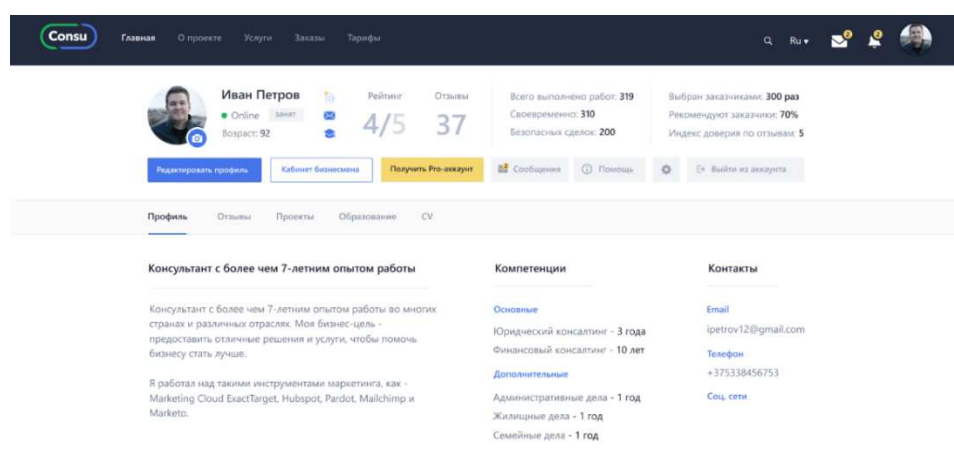 Consu
Главная О проекте Услуги Заказы Тарифы
Ru
2
2
Иван Петров
Online занят
Возраст: 92
Рейтинг
4/5
Отзывы
37
Всего выполнено работ: 319
Своевременно: 310
Безопасных сделок: 200
Выбран заказчиками: 300 раз
Рекомендуют заказчики: 70%
Индекс доверия по отзывам: 5
Редактировать профиль Кабинет бизнесмена Получить Pro-аккаунт Сообщения Помощь Выйти из аккаунта
Профиль Отзывы Проекты Образование CV
Консультант с более чем 7-летним опытом работы
Консультант с более чем 7-летним опытом работы во многих
странах и различных отраслях. Моя бизнес-цель -
предоставить отличные решения и услуги, чтобы помочь
бизнесу стать лучше.
Я работал над такими инструментами маркетинга, как -
Marketing Cloud ExactTarget, Hubspot, Pardot, Mailchimp и
Marketo.
Компетенции
Основные
Юридический консалтинг - 3 года
Финансовый консалтинг - 10 лет
Дополнительные
Административные дела - 1 год
Жилищные дела - 1 год
Семейные дела - 1 год
Контакты
Email
ipetrov12@gmail.com
Телефон
+375338456753
Соц. сети